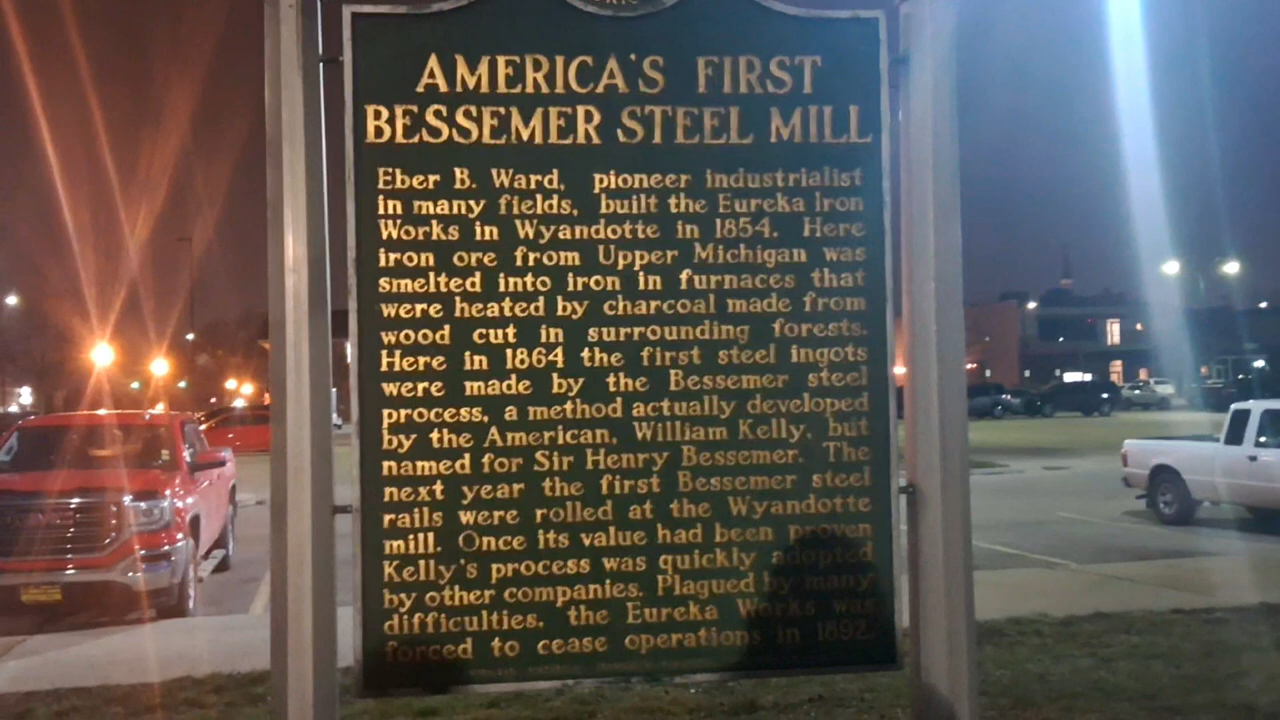 AMERICA'S FIRST
BESSEMER STEEL MILL
Eber B. Ward, pioneer industrialist
in many fields, built the Eureka Iron
Works in Wyandotte in 1854. Here
iron ore from Upper Michigan was
smelted into iron in furnaces that
were heated by charcoal made from
wood cut in surrounding forests.
Here in 1864 the first steel ingots
were made by the Bessemer steel
process, a method actually developed
by the American, William Kelly, but
named for Sir Henry Bessemer. The
next year the first Bessemer steel
rails were rolled at the Wyandotte
mill. Once its value had been proven
Kelly's process was quickly adopted
by other companies. Plagued by many
difficulties, the Eureka Works was
forced to cease operations in 1892.